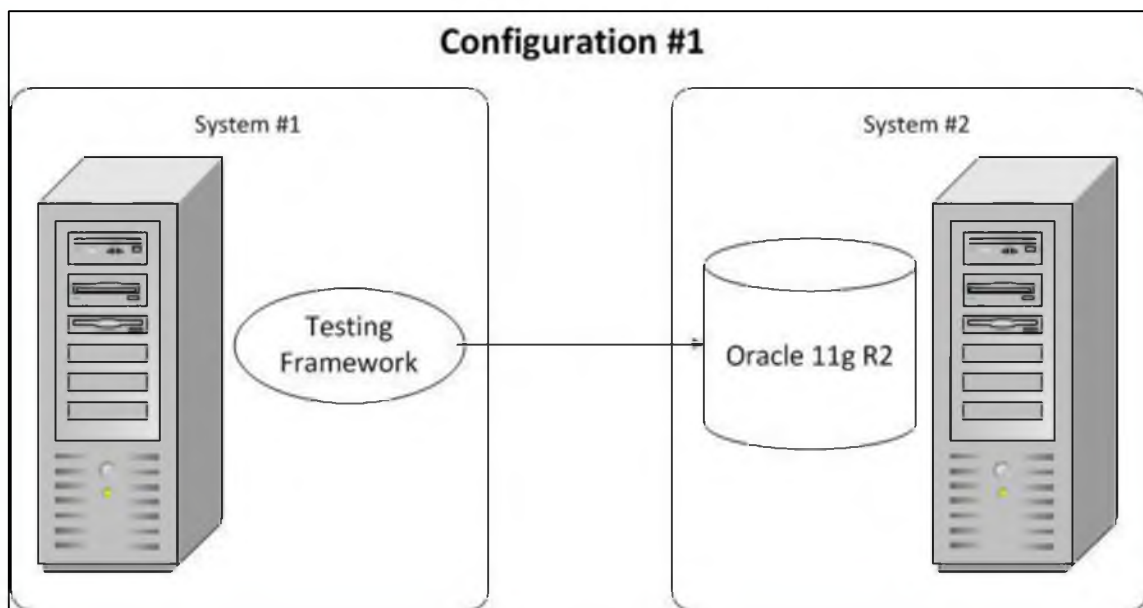 Configuration #1
System #1
System #2
Testing
Framework
Oracle 11g R2